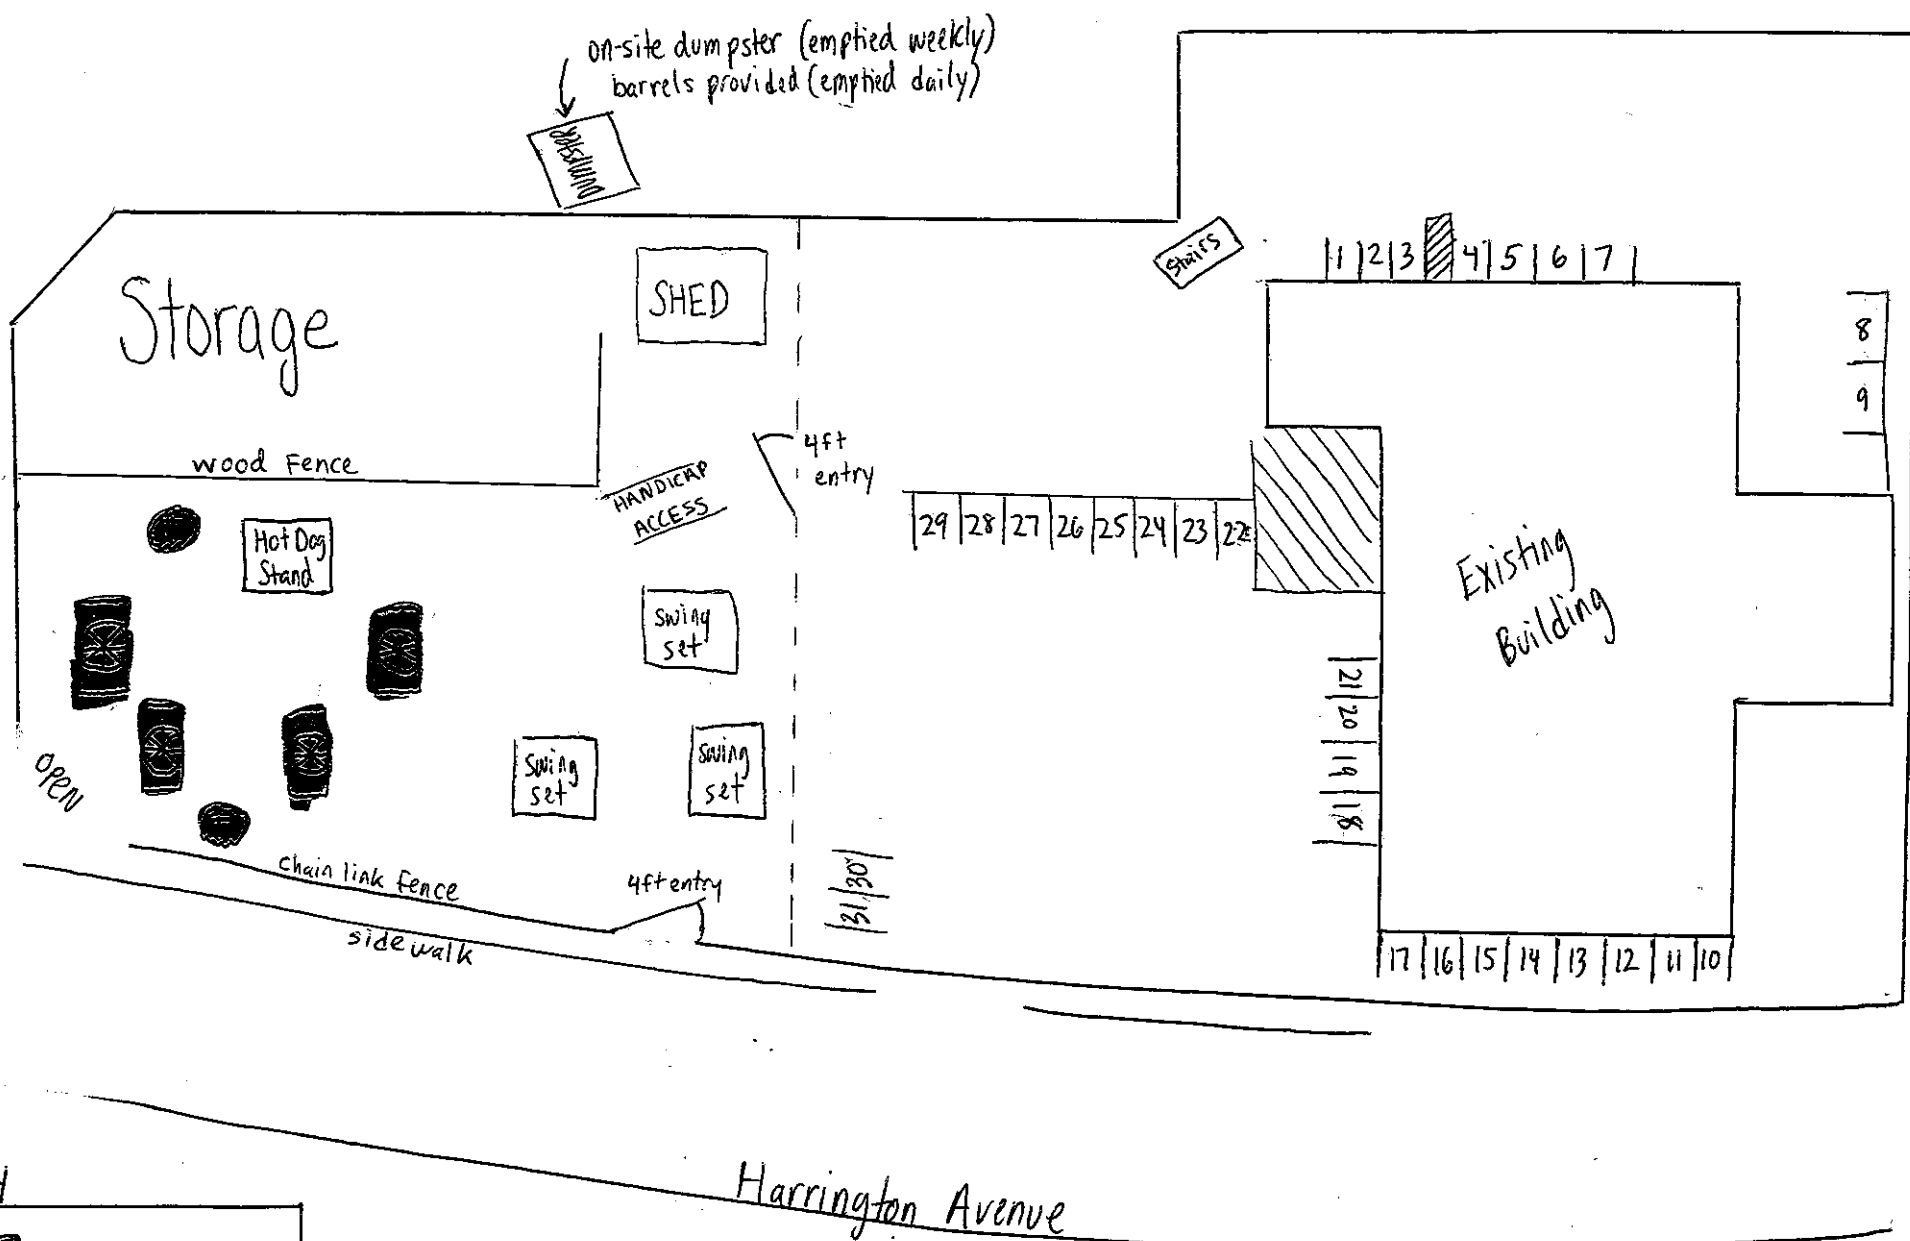 on-site dumpster (emptied weekly)
barrels provided (emptied daily)
Dumpster
Stairs
1 2 3 4 5 6 7
Storage
SHED
8
9
wood Fence
4ft
entry
HANDICAP
ACCESS
29 28 27 26 25 24 23 22
Hot Dog
Stand
Existing
Building
swing
set
21 20 19 18
swing
set
swing
set
OPEN
chain link fence
4ft entry
31 30
sidewalk
17 16 15 14 13 12 11 10
Harrington Avenue